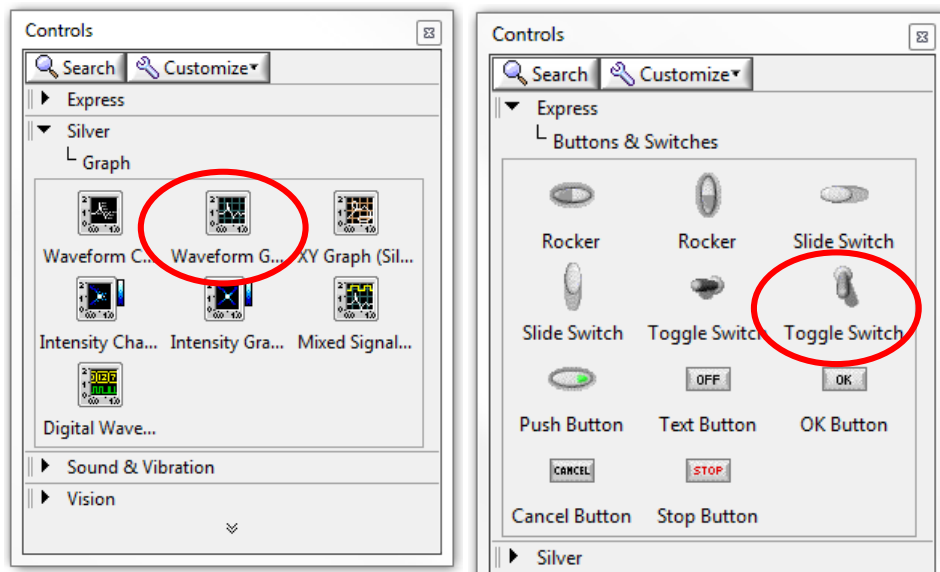 Controls
Search Customize
Express
Silver
Graph
Waveform C... Waveform G... XY Graph (Sil...
Intensity Cha... Intensity Gra... Mixed Signal...
Digital Wave...
Sound & Vibration
Vision
Controls
Search Customize
Express
Buttons & Switches
Rocker Rocker Slide Switch
Slide Switch Toggle Switch Toggle Switch
OFF OK
Push Button Text Button OK Button
CANCEL STOP
Cancel Button Stop Button
Silver